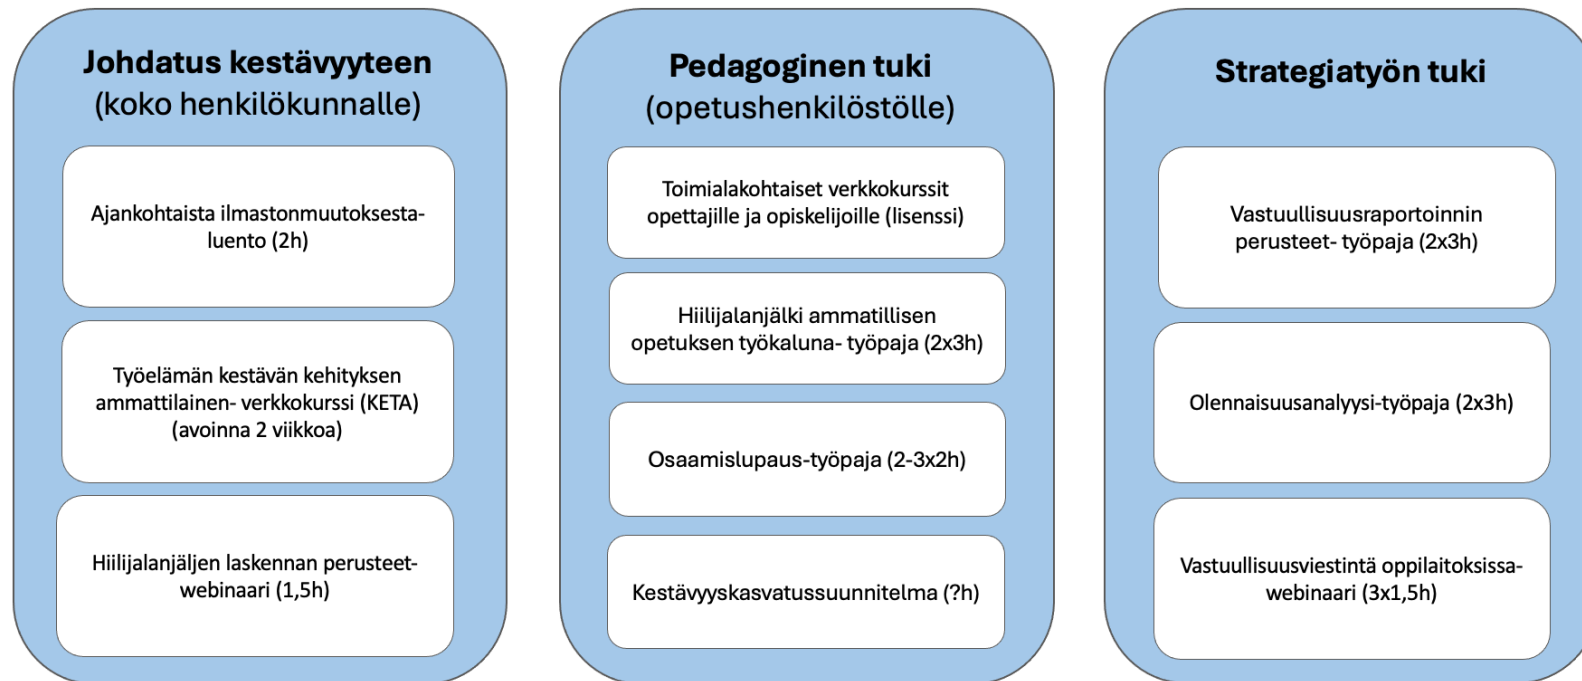 Johdatus kestävyyteen
(koko henkilökunnalle)
Ajankohtaista ilmastonmuutoksesta-
luento (2h)
Työelämän kestävän kehityksen
ammattilainen- verkkokurssi (KETA)
(avoinna 2 viikkoa)
Hiilijalanjäljen laskennan perusteet-
webinaari (1,5h)
Pedagoginen tuki
(opetushenkilöstölle)
Toimialakohtaiset verkkokurssit
opettajille ja opiskelijoille (lisenssi)
Hiilijalanjälki ammatillisen
opetuksen työkaluna- työpaja (2x3h)
Osaamislupaus-työpaja (2-3x2h)
Kestävyyskasvatussuunnitelma (?h)
Strategiatyön tuki
Vastuullisuusraportoinnin
perusteet- työpaja (2x3h)
Olennaisuusanalyysi-työpaja (2x3h)
Vastuullisuusviestintä oppilaitoksissa-
webinaari (3x1,5h)